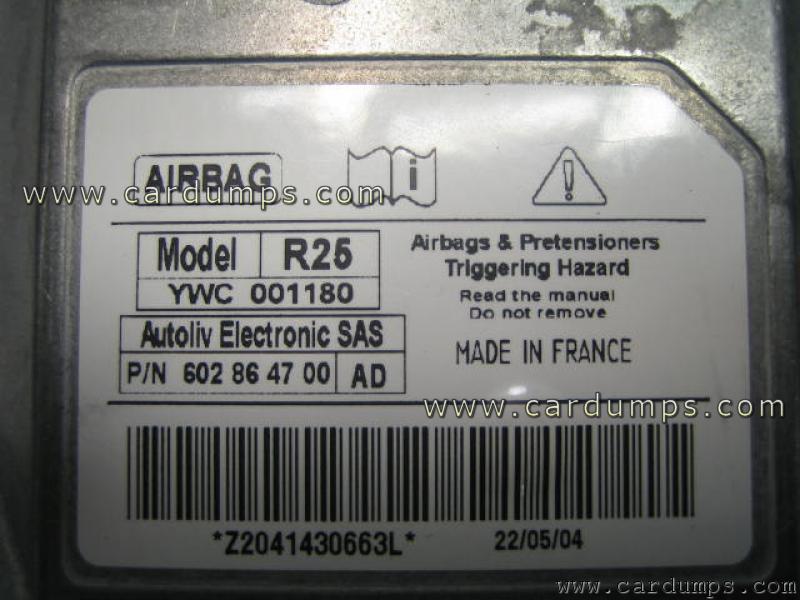 AIRBAG
i
!
www.cardumps.com
Model R25
YWC 001180
Autoliv Electronic SAS
P/N 602 86 47 00 AD
Airbags & Pretensioners
Triggering Hazard
Read the manual
Do not remove
MADE IN FRANCE
www.cardumps.com
*Z2041430663L*
22/05/04
www.cardumps.com